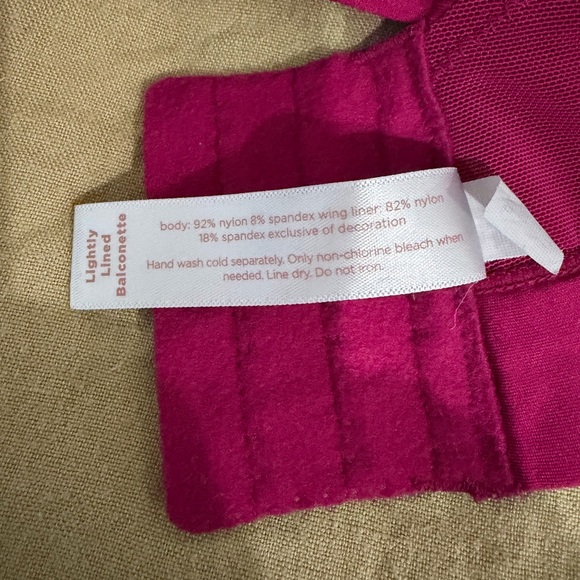 Lightly
Lined
Balconette
body: 92% nylon 8% spandex wing liner: 82% nylon
18% spandex exclusive of decoration
Hand wash cold separately. Only non-chlorine bleach when
needed. Line dry. Do not iron.